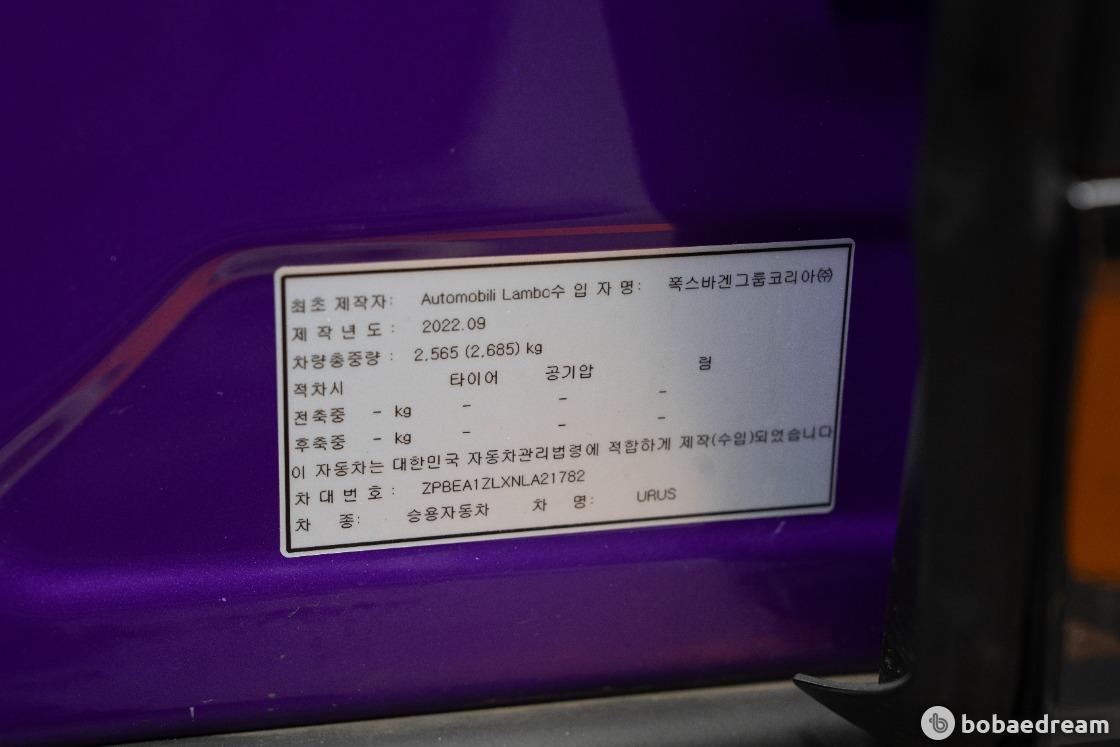 최초 제작자: Automobili Lambo수 입 자 명: 폭스바겐그룹코리아㈜
제 작 년 도 : 2022.09
차량총중량 : 2,565 (2,685) kg
적차시 타이어 공기압 림
전축중 - kg - - -
후축중 - kg - - -
이 자동차는 대한민국 자동차관리법령에 적합하게 제작(수입)되었습니다
차 대 번 호 : ZPBEA1ZLXNLA21782
차 종: 승용자동차 차 명: URUS
bobaedream